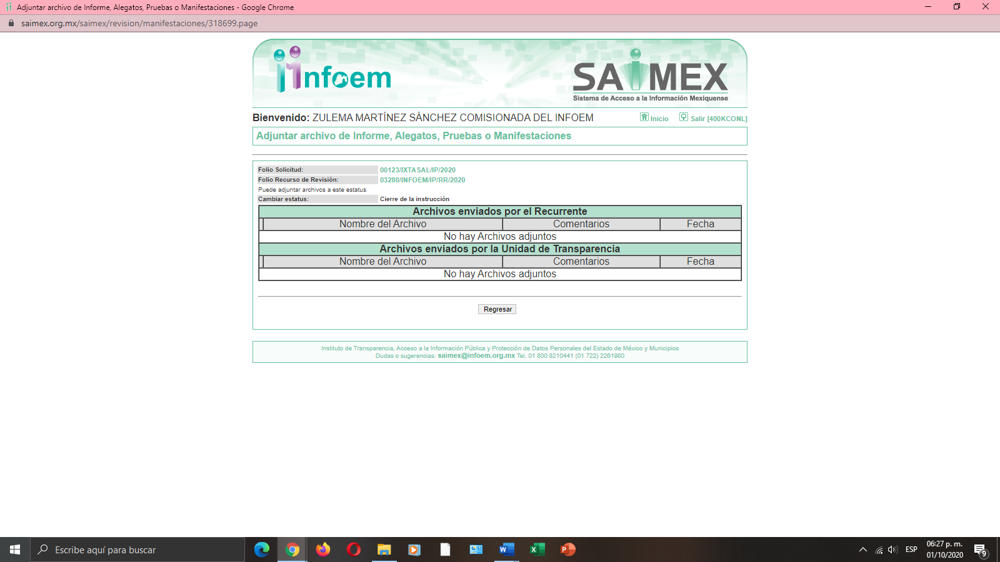 Adjuntar archivo de Informe, Alegatos, Pruebas o Manifestaciones - Google Chrome
saimex.org.mx/saimex/revision/manifestaciones/318699.page
infoem
SAIMEX
Sistema de Acceso a la Información Mexiquense
Bienvenido: ZULEMA MARTÍNEZ SÁNCHEZ COMISIONADA DEL INFOEM Inicio Salir [400KCONL]
Adjuntar archivo de Informe, Alegatos, Pruebas o Manifestaciones
Folio Solicitud: 00123/IXTASAL/IP/2020
Folio Recurso de Revisión: 03280/INFOEM/IP/RR/2020
Puede adjuntar archivos a este estatus
Cambiar estatus: Cierre de la instrucción
Archivos enviados por el Recurrente
Nombre del Archivo Comentarios Fecha
No hay Archivos adjuntos
Archivos enviados por la Unidad de Transparencia
Nombre del Archivo Comentarios Fecha
No hay Archivos adjuntos
Regresar
Instituto de Transparencia, Acceso a la Información Pública y Protección de Datos Personales del Estado de México y Municipios
Dudas o sugerencias: saimex@infoem.org.mx Tel. 01 800 8210441 (01 722) 2261980
Escribe aquí para buscar
ESP
06:27 p. m.
01/10/2020
9